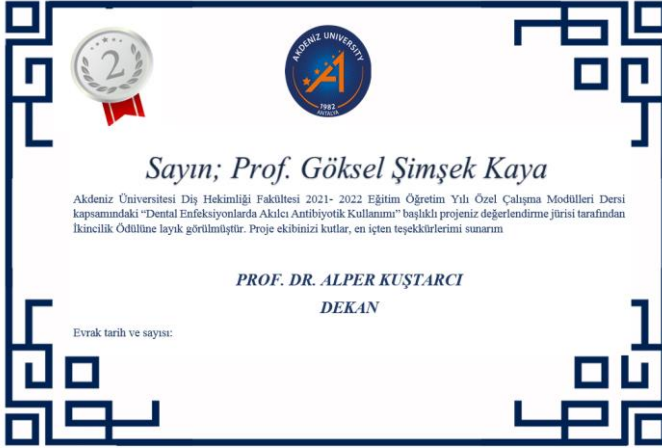 2
AKDENIZ UNIVERSITY
1982
ANTALYA
Sayın; Prof. Göksel Şimşek Kaya
Akdeniz Üniversitesi Diş Hekimliği Fakültesi 2021- 2022 Eğitim Öğretim Yılı Özel Çalışma Modülleri Dersi
kapsamındaki “Dental Enfeksiyonlarda Akılcı Antibiyotik Kullanımı” başlıklı projeniz değerlendirme jürisi tarafından
İkincilik Ödülüne layık görülmüştür. Proje ekibinizi kutlar, en içten teşekkürlerimi sunarım
PROF. DR. ALPER KUŞTARCI
DEKAN
Evrak tarih ve sayısı: